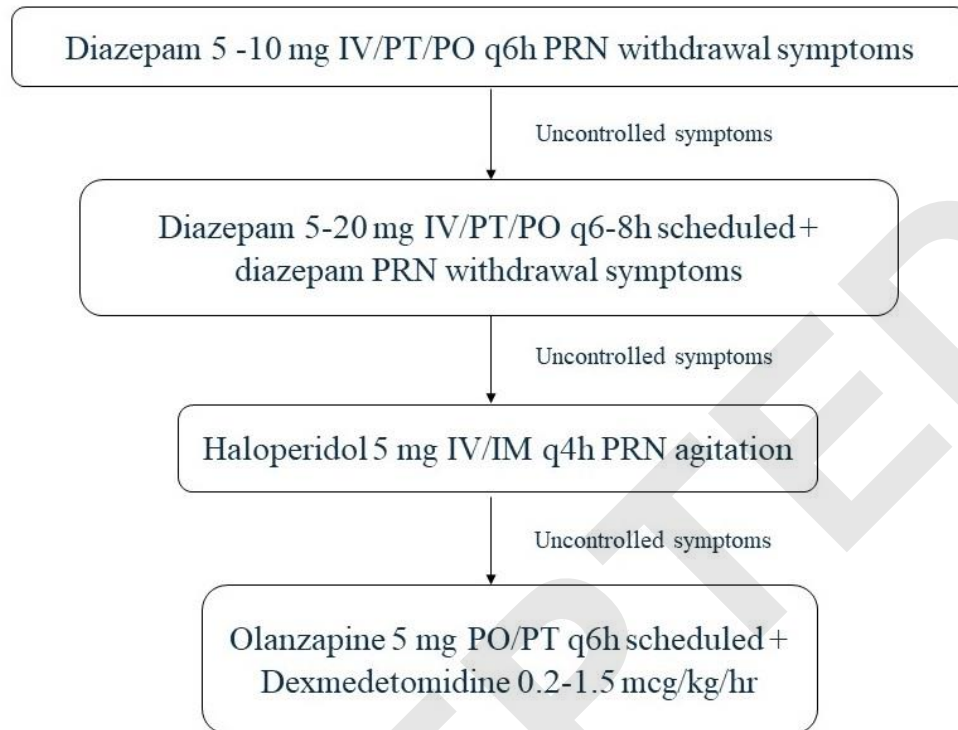 Diazepam 5 -10 mg IV/PT/PO q6h PRN withdrawal symptoms
Uncontrolled symptoms
Diazepam 5-20 mg IV/PT/PO q6-8h scheduled +
diazepam PRN withdrawal symptoms
Uncontrolled symptoms
Haloperidol 5 mg IV/IM q4h PRN agitation
Uncontrolled symptoms
Olanzapine 5 mg PO/PT q6h scheduled +
Dexmedetomidine 0.2-1.5 mcg/kg/hr